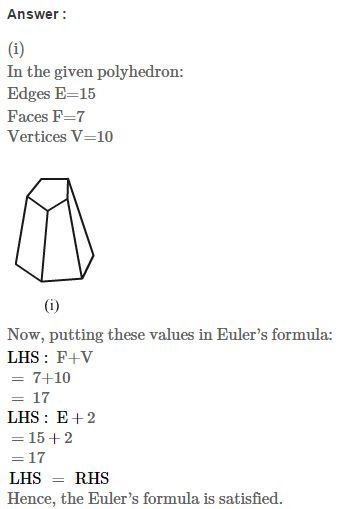 Answer :
(i)
In the given polyhedron:
Edges E=15
Faces F=7
Vertices V=10
(i)
Now, putting these values in Euler's formula:
LHS : F+V
= 7+10
= 17
LHS : E + 2
= 15 + 2
= 17
LHS = RHS
Hence, the Euler's formula is satisfied.